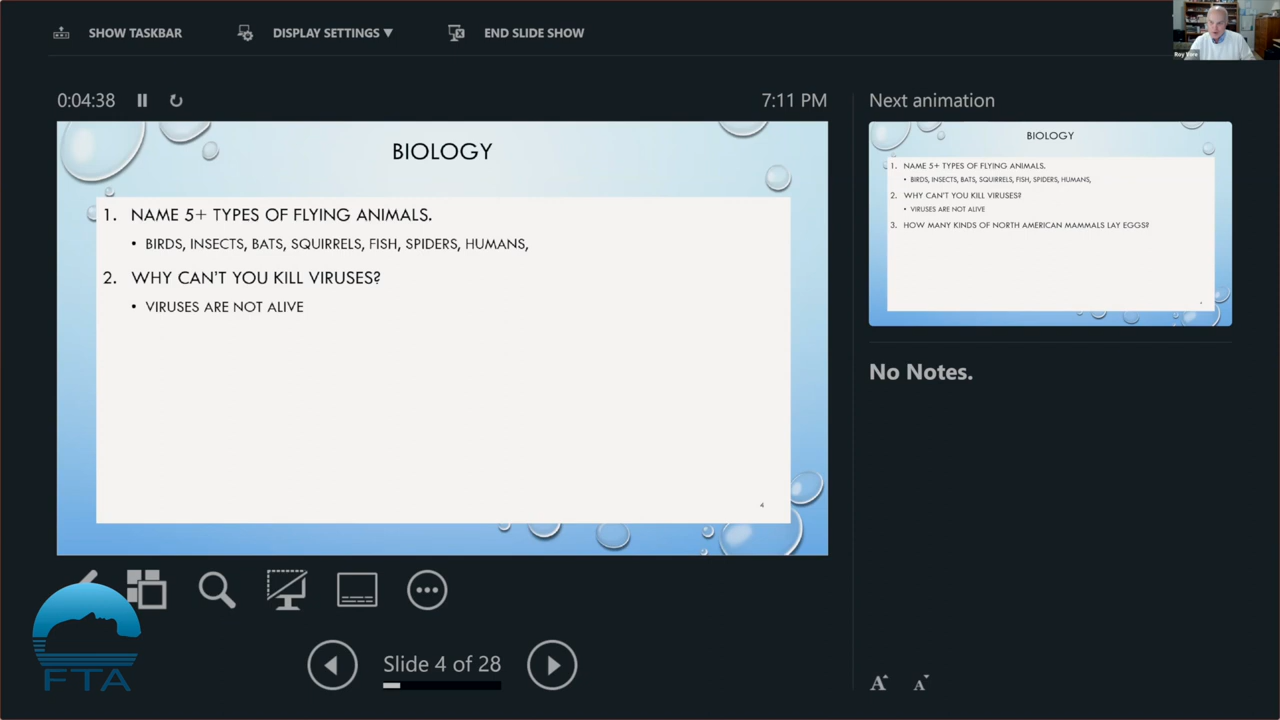 SHOW TASKBAR
DISPLAY SETTINGS ▼
END SLIDE SHOW
0:04:38
7:11 PM
BIOLOGY
1. NAME 5+ TYPES OF FLYING ANIMALS.
• BIRDS, INSECTS, BATS, SQUIRRELS, FISH, SPIDERS, HUMANS,
2. WHY CAN'T YOU KILL VIRUSES?
• VIRUSES ARE NOT ALIVE
4
Slide 4 of 28
FTA
Next animation
BIOLOGY
1. NAME 5+ TYPES OF FLYING ANIMALS.
• BIRDS, INSECTS, BATS, SQUIRRELS, FISH, SPIDERS, HUMANS,
2. WHY CAN'T YOU KILL VIRUSES?
• VIRUSES ARE NOT ALIVE
3. HOW MANY KINDS OF NORTH AMERICAN MAMMALS LAY EGGS?
4
No Notes.
A
A